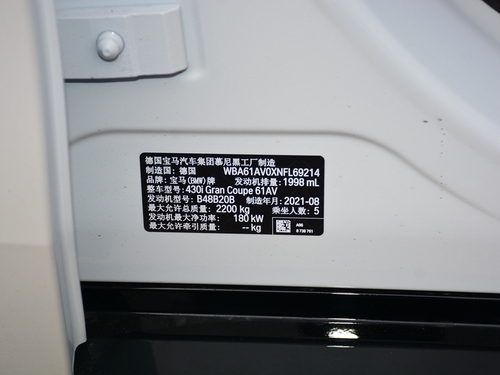 德国宝马汽车集团慕尼黑工厂制造
制造国: 德国 WBA61AV0XNFL69214
品牌: 宝马(BMW)牌 发动机排量: 1998 mL
整车型号: 430i Gran Coupe 61AV
发动机型号: B48B20B 制造年月: 2021-08
最大允许总质量: 2200 kg 乘坐人数: 5
发动机最大净功率: 180 kW
最大允许牵引质量: -- kg